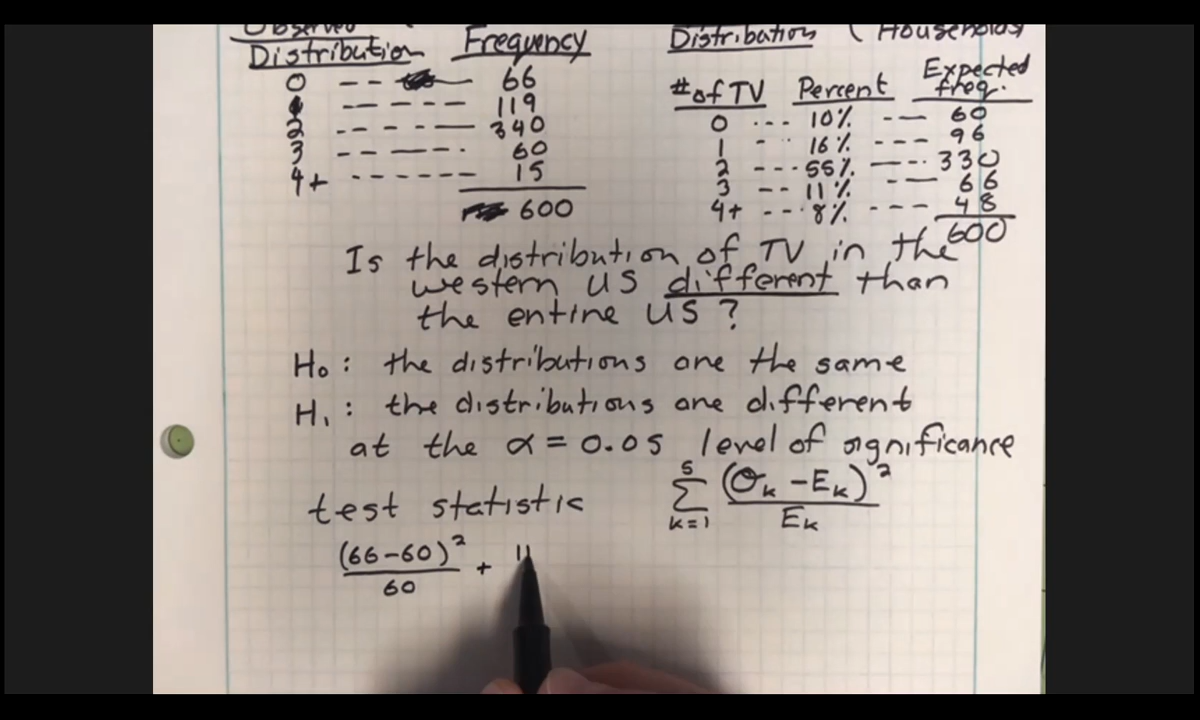 Observed
Distribution Frequency
0 -- — 66
1 ----- 119
2 ----- 340
3 ----- 60
4+ ------ 15
600
Distribution (Households)
# of TV Percent Expected freq.
0 --- 10% -- 60
1 -- 16% --- 96
2 -- 55% --- 330
3 -- 11% -- 66
4+ --- 8% --- 48
600
Is the distribution of TV in the
western US different than
the entire US?
H₀: the distributions are the same
H₁: the distributions are different
at the α = 0.05 level of significance
test statistic ∑ₖ₌₁⁵ (Oₖ - Eₖ)² / Eₖ
(66-60)² / 60 + 11